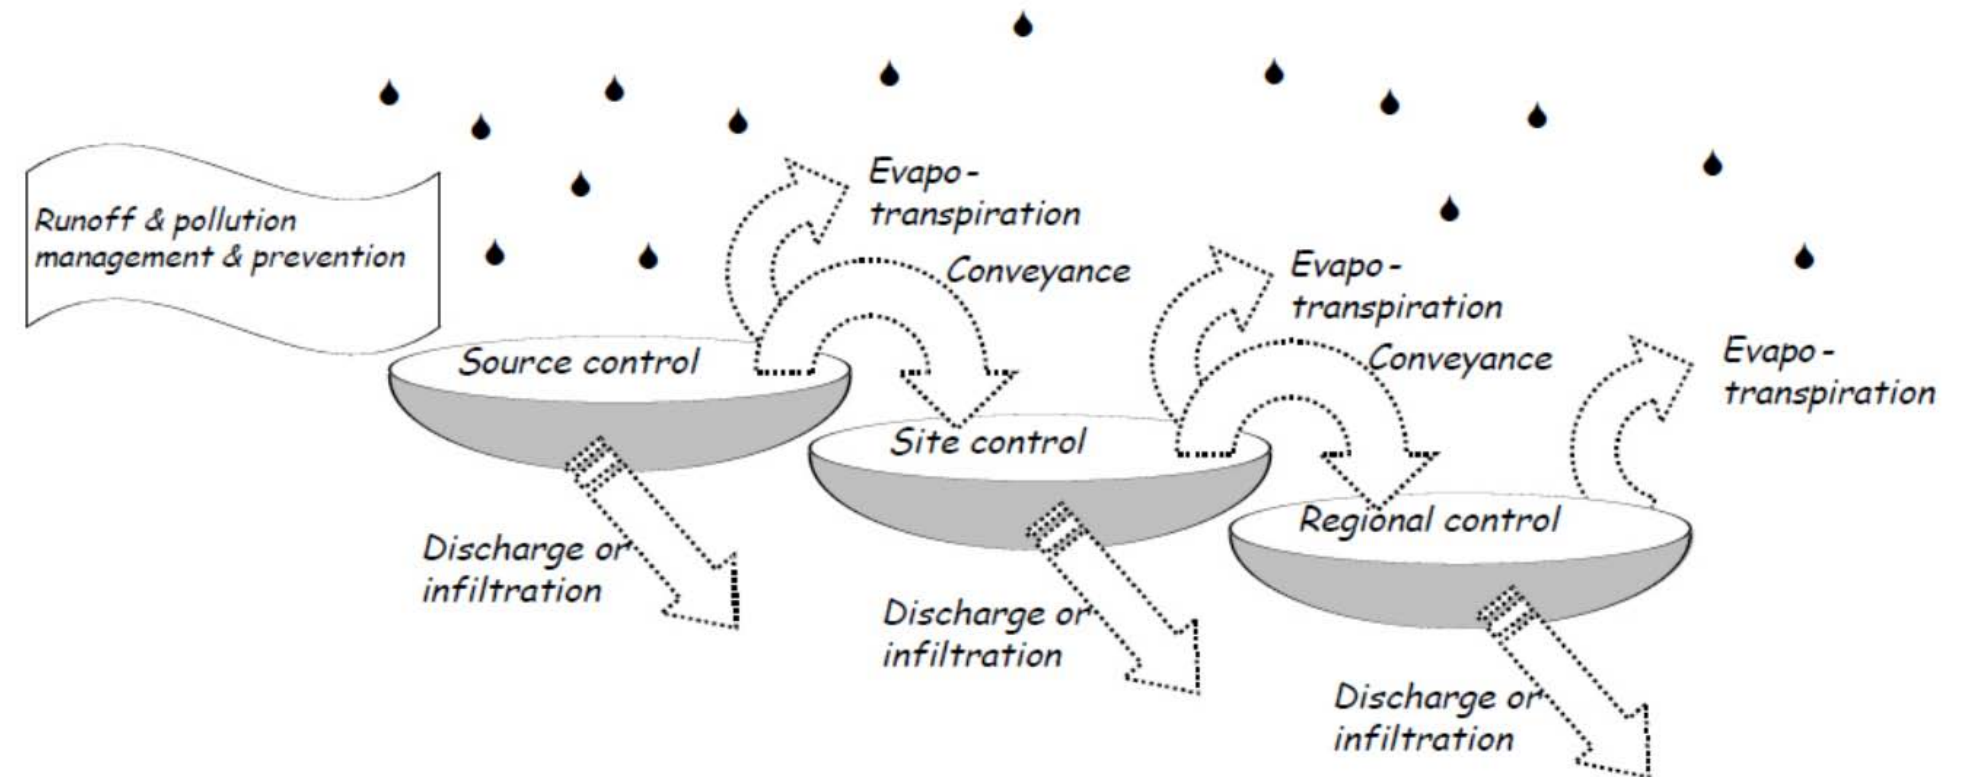 Runoff & pollution
management & prevention
Evapo-
transpiration
Conveyance
Source control
Discharge or
infiltration
Evapo-
transpiration
Conveyance
Site control
Discharge or
infiltration
Evapo-
transpiration
Regional control
Discharge or
infiltration